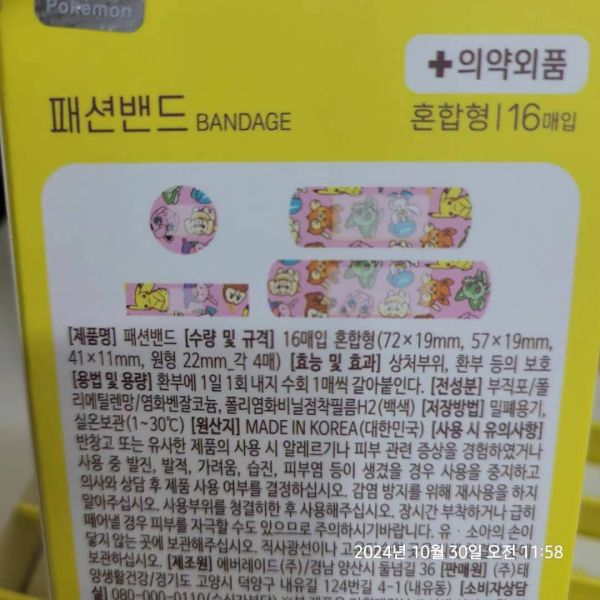 Pokémon
✚의약외품
패션밴드 BANDAGE
혼합형 | 16매입
[제품명] 패션밴드 [수량 및 규격] 16매입 혼합형(72×19mm, 57×19mm,
41×11mm, 원형 22mm_각 4매) [효능 및 효과] 상처부위, 환부 등의 보호
[용법 및 용량] 환부에 1일 1회 내지 수회 1매씩 갈아붙인다. [전성분] 부직포/폴
리에틸렌망/염화벤잘코늄, 폴리염화비닐점착필름H2(백색) [저장방법] 밀폐용기,
실온보관(1~30℃) [원산지] MADE IN KOREA(대한민국) [사용 시 유의사항]
반창고 또는 유사한 제품의 사용 시 알레르기나 피부 관련 증상을 경험하였거나
사용 중 발진, 발적, 가려움, 습진, 피부염 등이 생겼을 경우 사용을 중지하고
의사와 상담 후 제품 사용 여부를 결정하십시오. 감염 방지를 위해 재사용을 하지
말아주십시오. 사용부위를 청결히한 후 사용해주십시오. 장시간 부착하거나 급히
떼어낼 경우 피부를 자극할 수도 있으므로 주의하시기바랍니다. 유·소아의 손이
닿지 않는 곳에 보관해주십시오. 직사광선이나 고
2024년 10월 30일 오전 11:58
보관하십시오. [제조원] 에버레이드(주)/경남 양산시 둘넘길 36 [판매원] (주)태
양생활건강/경기도 고양시 덕양구 내유길 124번길 4-1(내유동) [소비자상담
실] 080-000-0110(수신자부담)